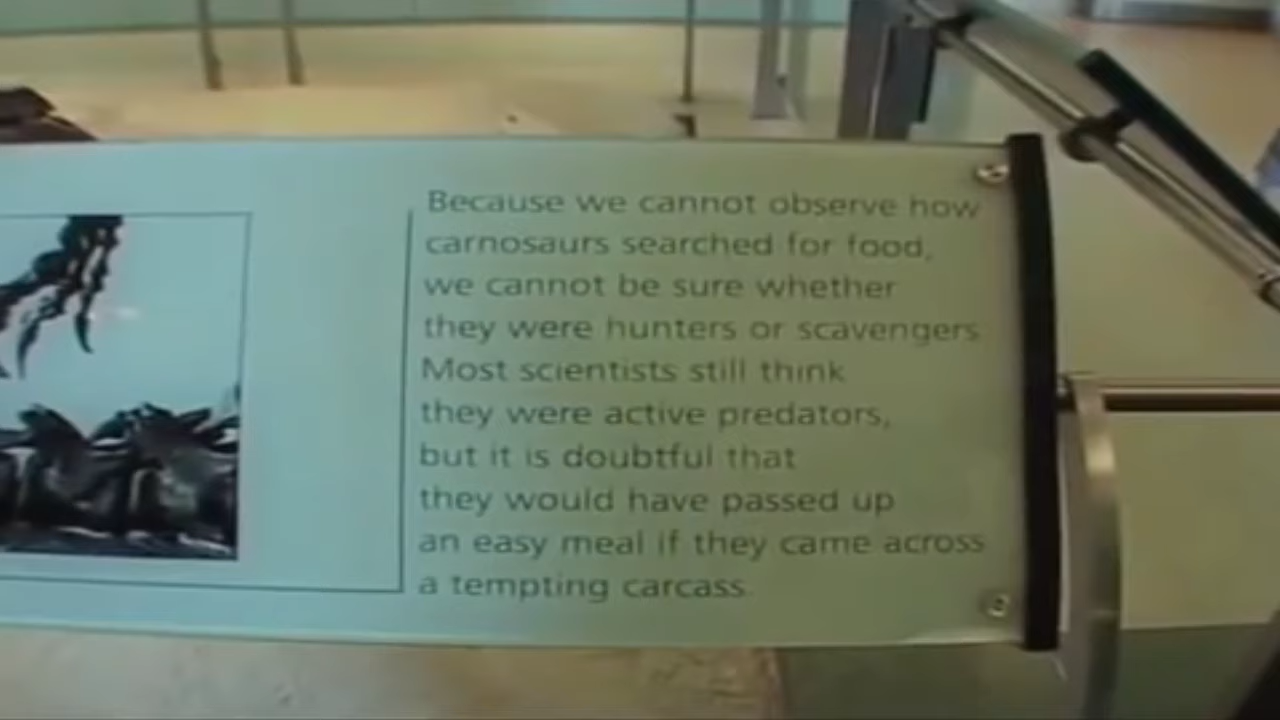 Because we cannot observe how
carnosaurs searched for food,
we cannot be sure whether
they were hunters or scavengers.
Most scientists still think
they were active predators,
but it is doubtful that
they would have passed up
an easy meal if they came across
a tempting carcass.